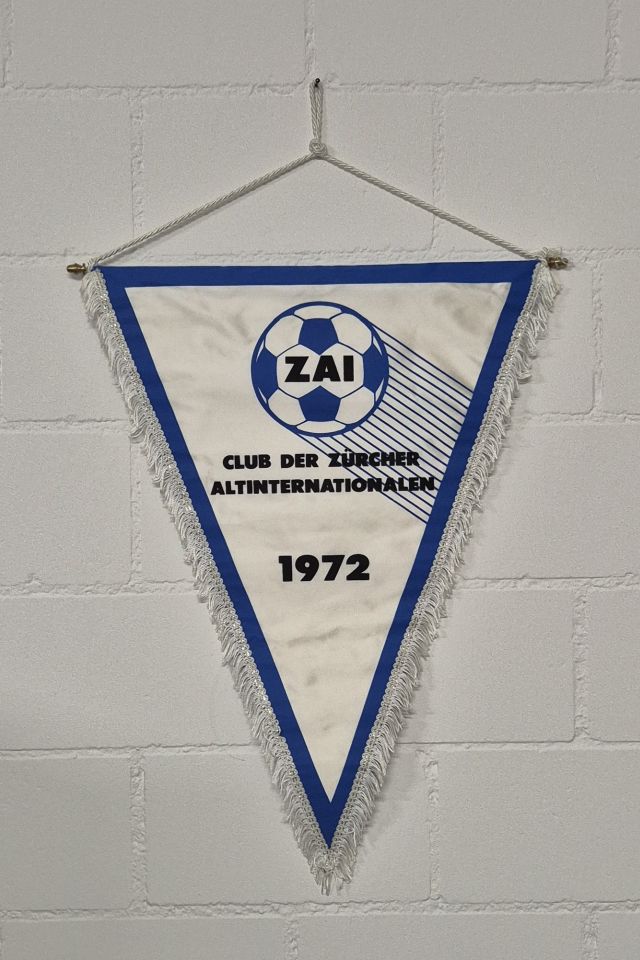 ZAI
CLUB DER ZÜRCHER
ALTINTERNATIONALEN
1972